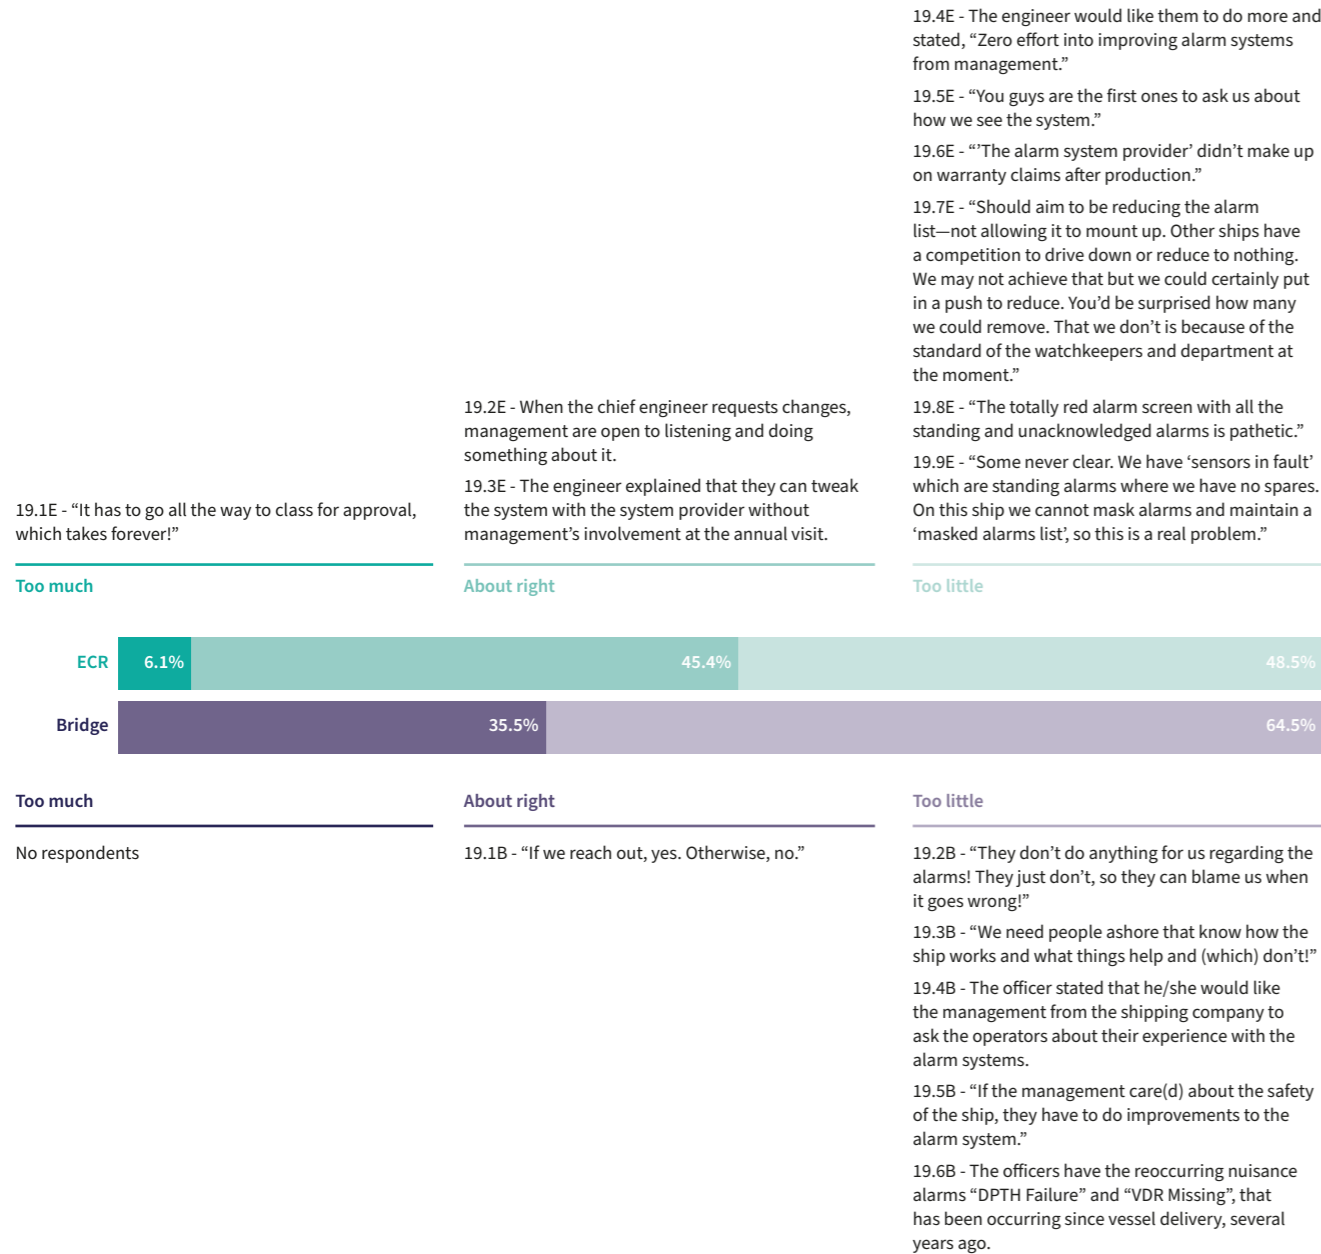 19.1E - “It has to go all the way to class for approval,
which takes forever!”
Too much
19.2E - When the chief engineer requests changes,
management are open to listening and doing
something about it.
19.3E - The engineer explained that they can tweak
the system with the system provider without
management’s involvement at the annual visit.
About right
19.4E - The engineer would like them to do more and
stated, “Zero effort into improving alarm systems
from management.”
19.5E - “You guys are the first ones to ask us about
how we see the system.”
19.6E - “’The alarm system provider’ didn’t make up
on warranty claims after production.”
19.7E - “Should aim to be reducing the alarm
list—not allowing it to mount up. Other ships have
a competition to drive down or reduce to nothing.
We may not achieve that but we could certainly put
in a push to reduce. You’d be surprised how many
we could remove. That we don’t is because of the
standard of the watchkeepers and department at
the moment.”
19.8E - “The totally red alarm screen with all the
standing and unacknowledged alarms is pathetic.”
19.9E - “Some never clear. We have ‘sensors in fault’
which are standing alarms where we have no spares.
On this ship we cannot mask alarms and maintain a
‘masked alarms list’, so this is a real problem.”
Too little
ECR 6.1% 45.4% 48.5%
Bridge 35.5% 64.5%
Too much
No respondents
About right
19.1B - “If we reach out, yes. Otherwise, no.”
Too little
19.2B - “They don’t do anything for us regarding the
alarms! They just don’t, so they can blame us when
it goes wrong!”
19.3B - “We need people ashore that know how the
ship works and what things help and (which) don’t!”
19.4B - The officer stated that he/she would like
the management from the shipping company to
ask the operators about their experience with the
alarm systems.
19.5B - “If the management care(d) about the safety
of the ship, they have to do improvements to the
alarm system.”
19.6B - The officers have the reoccurring nuisance
alarms “DPTH Failure” and “VDR Missing”, that
has been occurring since vessel delivery, several
years ago.